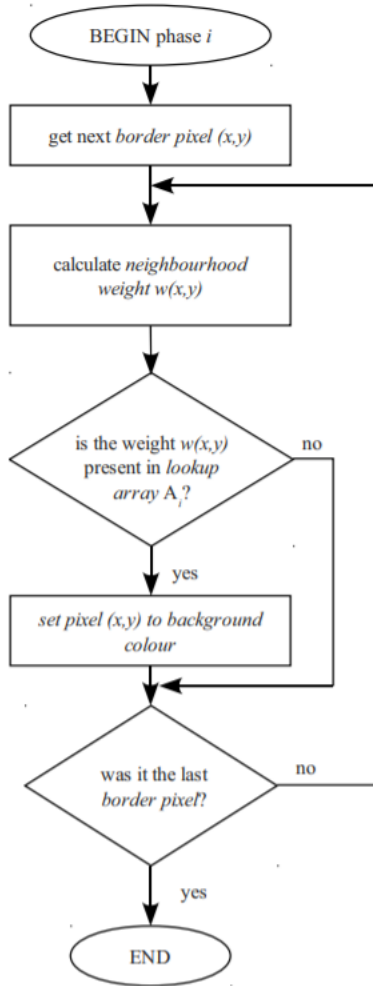 BEGIN phase i
get next border pixel (x,y)
calculate neighbourhood
weight w(x,y)
is the weight w(x,y)
present in lookup
array Aᵢ?
no
yes
set pixel (x,y) to background
colour
was it the last
border pixel?
no
yes
END